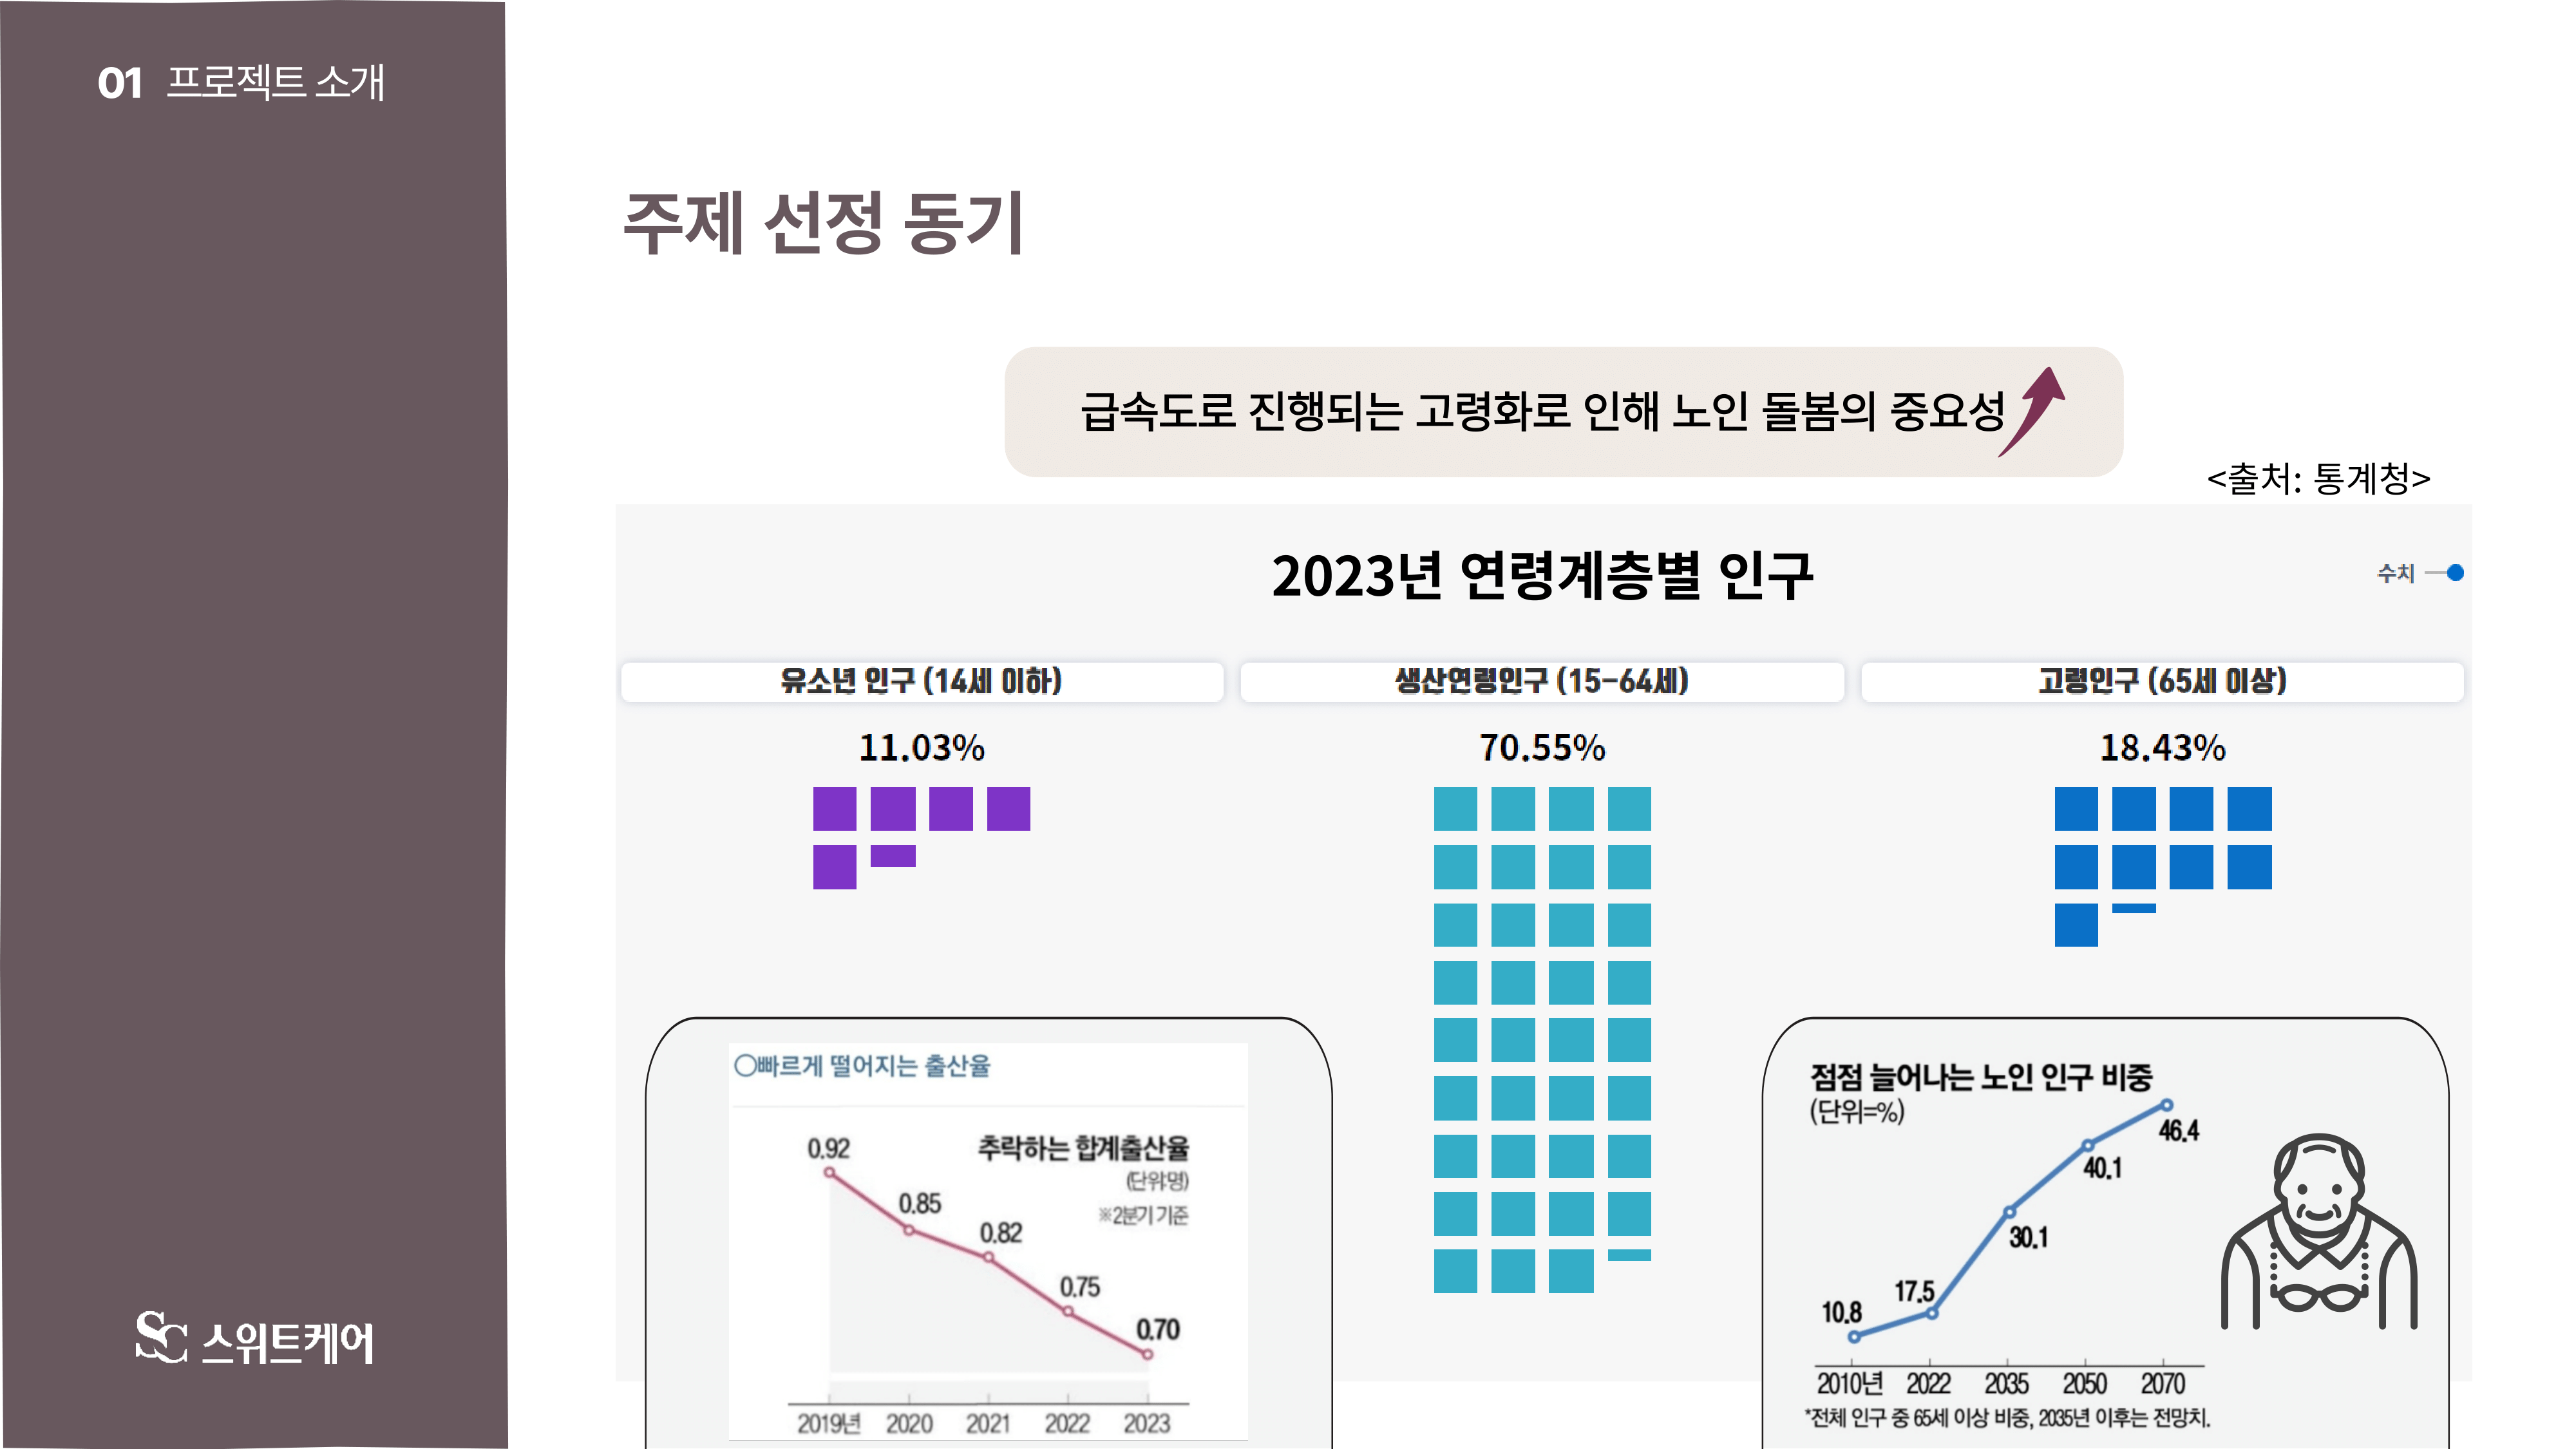 01 프로젝트 소개
주제 선정 동기
급속도로 진행되는 고령화로 인해 노인 돌봄의 중요성
<출처: 통계청>
2023년 연령계층별 인구
수치
유소년 인구 (14세 이하)
생산연령인구 (15-64세)
고령인구 (65세 이상)
11.03%
70.55%
18.43%
○빠르게 떨어지는 출산율
추락하는 합계출산율
(단위명)
※2분기 기준
0.92
0.85
0.82
0.75
0.70
2019년 2020 2021 2022 2023
점점 늘어나는 노인 인구 비중
(단위=%)
10.8
17.5
30.1
40.1
46.4
2010년 2022 2035 2050 2070
*전체 인구 중 65세 이상 비중, 2035년 이후는 전망치.
SC 스위트케어